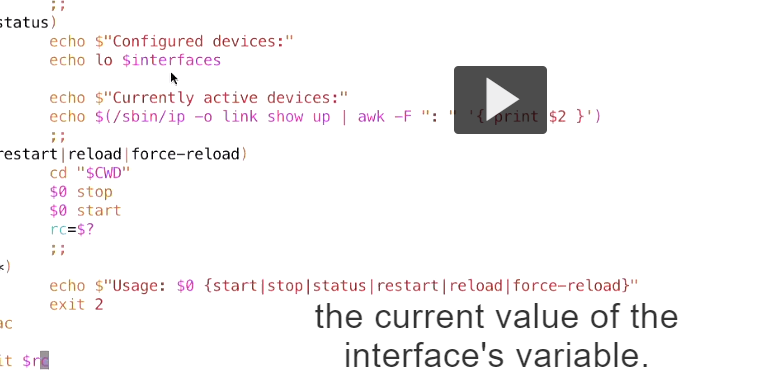 ;;
status)
echo $"Configured devices:"
echo lo $interfaces
echo $"Currently active devices:"
echo $(/sbin/ip -o link show up | awk -F ": " '{ print $2 }')
;;
restart|reload|force-reload)
cd "$CWD"
$0 stop
$0 start
rc=$?
;;
*)
echo $"Usage: $0 {start|stop|status|restart|reload|force-reload}"
exit 2
ac
it $rc
the current value of the
interface's variable.